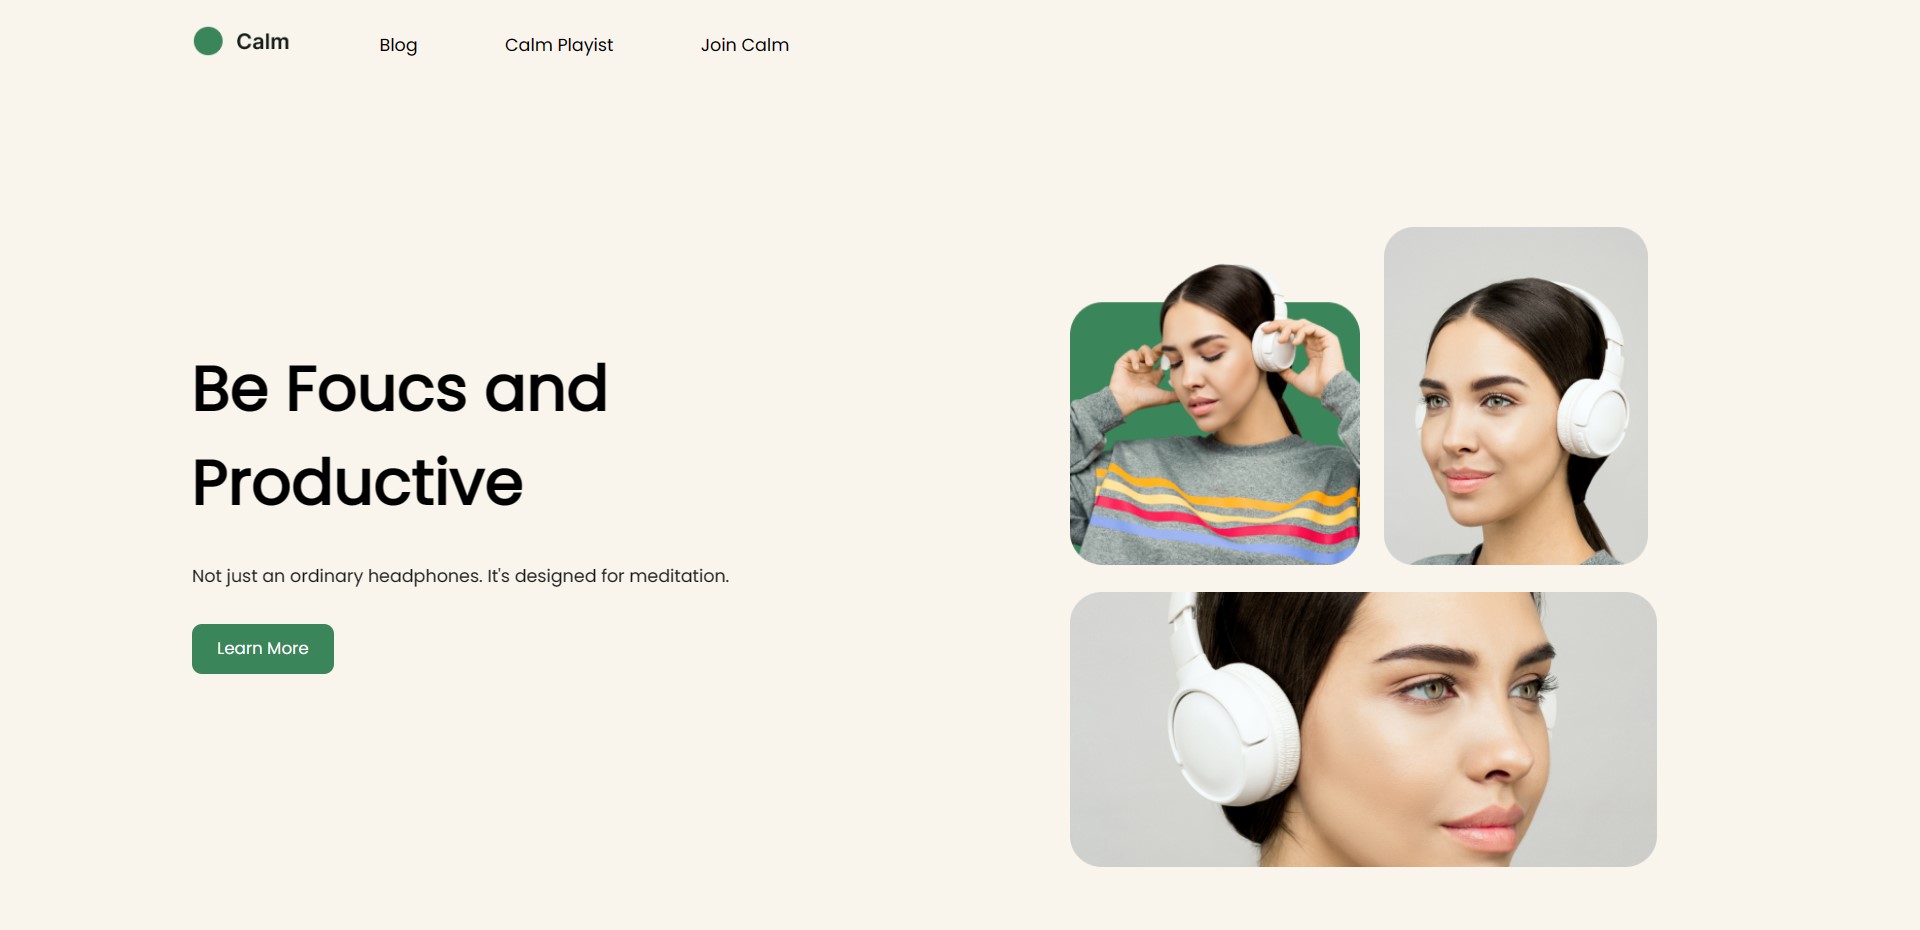 Calm
Blog
Calm Playist
Join Calm
Be Foucs and
Productive
Not just an ordinary headphones. It's designed for meditation.
Learn More